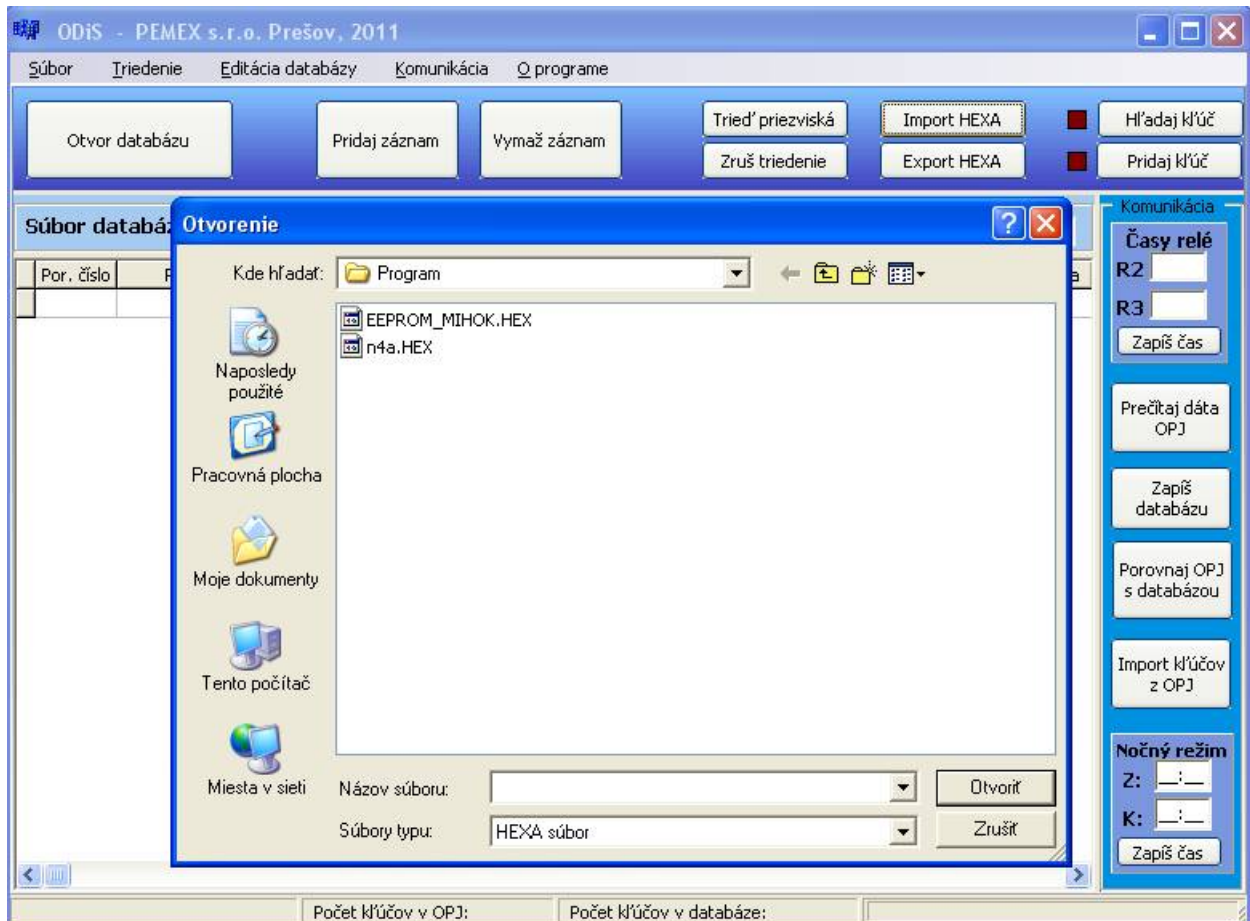 ODiS - PEMEX s.r.o. Prešov, 2011
Súbor Triedenie Editácia databázy Komunikácia O programe
Otvor databázu
Pridaj záznam
Vymaž záznam
Trieď priezviská
Zruš triedenie
Import HEXA
Export HEXA
Hľadaj kľúč
Pridaj kľúč
Súbor databáz
Por. číslo
Otvorenie
Kde hľadať: Program
EEPROM_MIHOK.HEX
n4a.HEX
Naposledy
použité
Pracovná plocha
Moje dokumenty
Tento počítač
Miesta v sieti
Názov súboru:
Otvoriť
Súbory typu: HEXA súbor
Zrušiť
Komunikácia
Časy relé
R2
R3
Zapíš čas
Prečítaj dáta
OPJ
Zapíš
databázu
Porovnaj OPJ
s databázou
Import kľúčov
z OPJ
Nočný režim
Z: __:__
K: __:__
Zapíš čas
Počet kľúčov v OPJ:
Počet kľúčov v databáze: